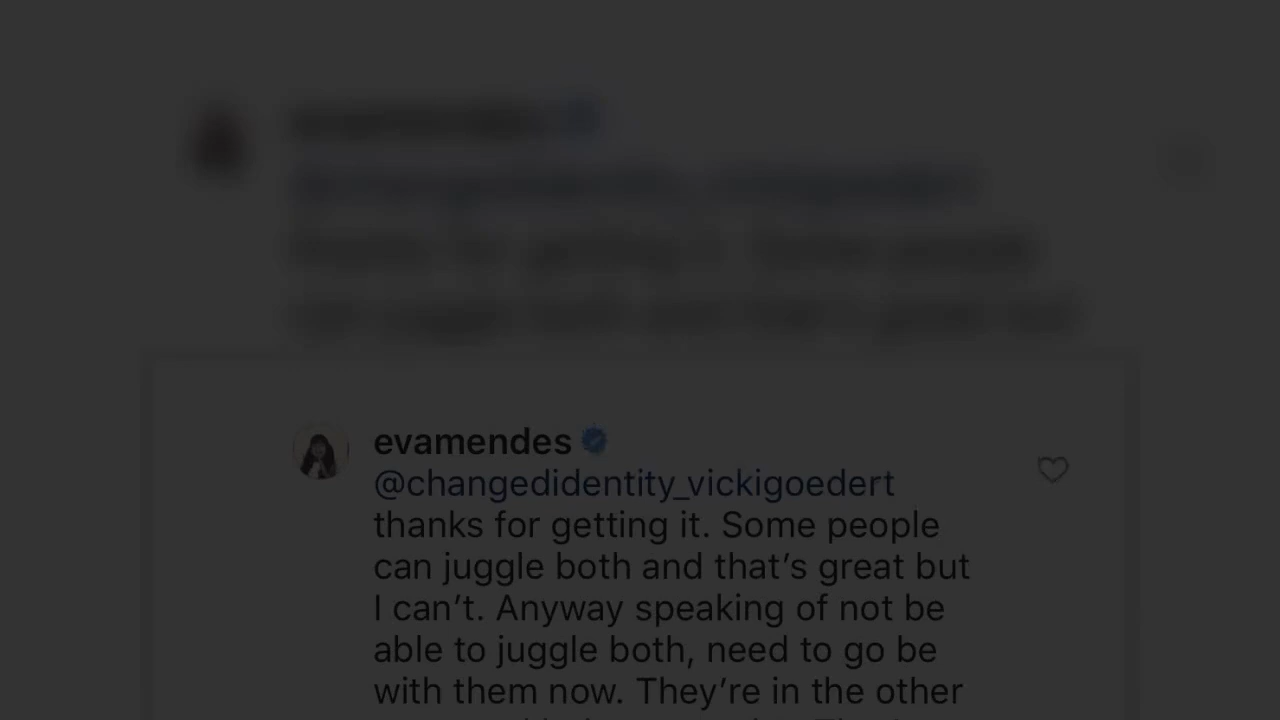 evamendes
@changedidentity_vickigoedert
thanks for getting it. Some people
can juggle both and that’s great but
I can’t. Anyway speaking of not be
able to juggle both, need to go be
with them now. They’re in the other